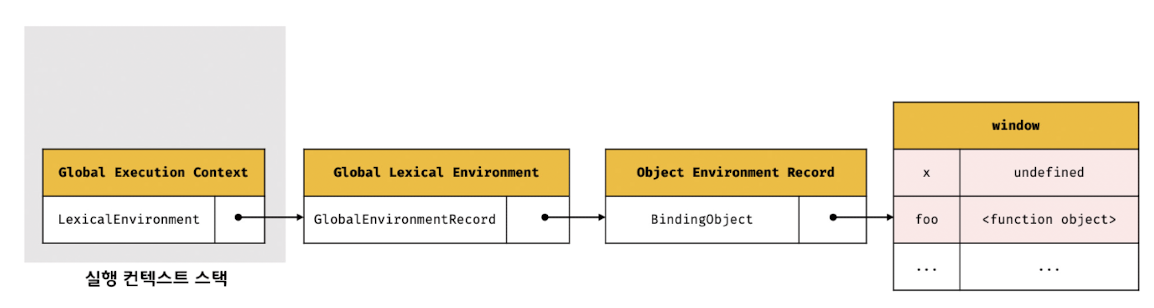 window
Global Execution Context
Global Lexical Environment
Object Environment Record
x
undefined
LexicalEnvironment
GlobalEnvironmentRecord
BindingObject
foo
<function object>
...
...
실행 컨텍스트 스택